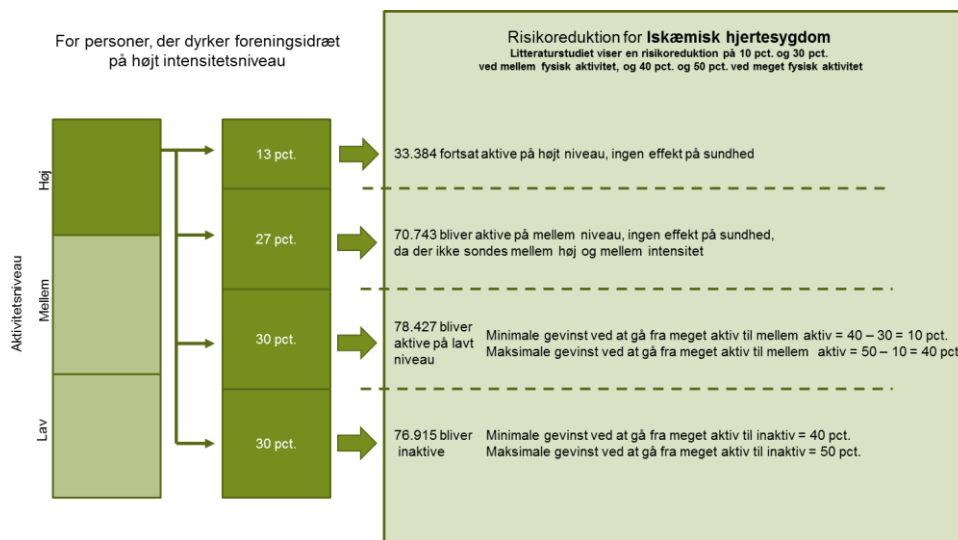 For personer, der dyrker foreningsidræt
på højt intensitetsniveau
Risikoreduktion for Iskæmisk hjertesygdom
Litteraturstudiet viser en risikoreduktion på 10 pct. og 30 pct.
ved mellem fysisk aktivitet, og 40 pct. og 50 pct. ved meget fysisk aktivitet
Aktivitetsniveau
Høj
Mellem
Lav
13 pct.
33.384 fortsat aktive på højt niveau, ingen effekt på sundhed
27 pct.
70.743 bliver aktive på mellem niveau, ingen effekt på sundhed,
da der ikke sondes mellem høj og mellem intensitet
30 pct.
78.427 bliver
aktive på lavt
niveau
Minimale gevinst ved at gå fra meget aktiv til mellem aktiv = 40 – 30 = 10 pct.
Maksimale gevinst ved at gå fra meget aktiv til mellem aktiv = 50 – 10 = 40 pct
30 pct.
76.915 bliver
inaktive
Minimale gevinst ved at gå fra meget aktiv til inaktiv = 40 pct.
Maksimale gevinst ved at gå fra meget aktiv til inaktiv = 50 pct.